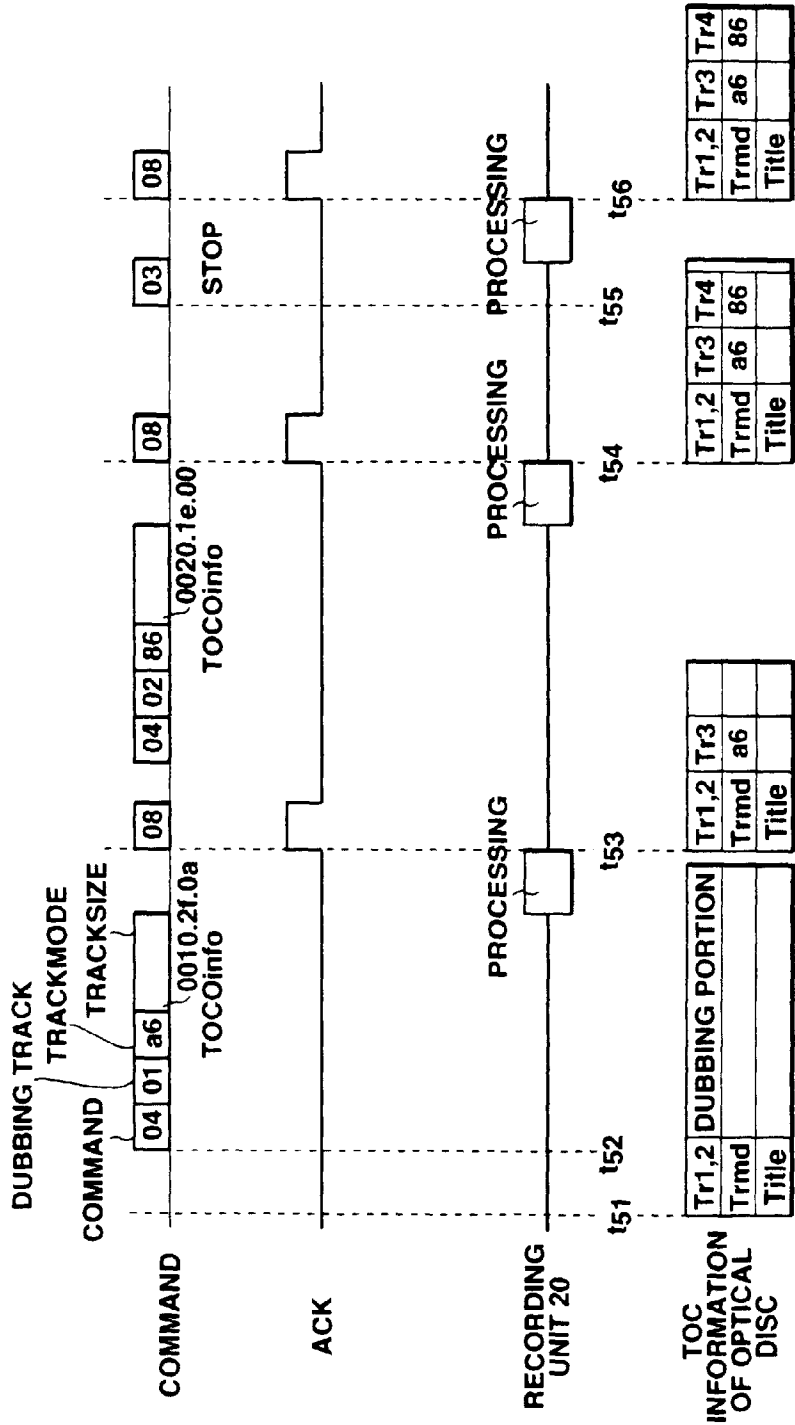 DUBBING TRACK
TRACKMODE
COMMAND
TRACKSIZE
COMMAND
04 01 a6
0010.2f.0a
TOCOinfo
08
04 02 86
0020.1e.00
TOCOinfo
08
03
STOP
08
ACK
RECORDING
UNIT 20
PROCESSING
PROCESSING
PROCESSING
t51
t52
t53
t54
t55
t56
TOC
INFORMATION
OF OPTICAL
DISC
Tr1,2 DUBBING PORTION
Trmd
Title
Tr1,2 Tr3
Trmd a6
Title
Tr1,2 Tr3 Tr4
Trmd a6 86
Title
Tr1,2 Tr3 Tr4
Trmd a6 86
Title